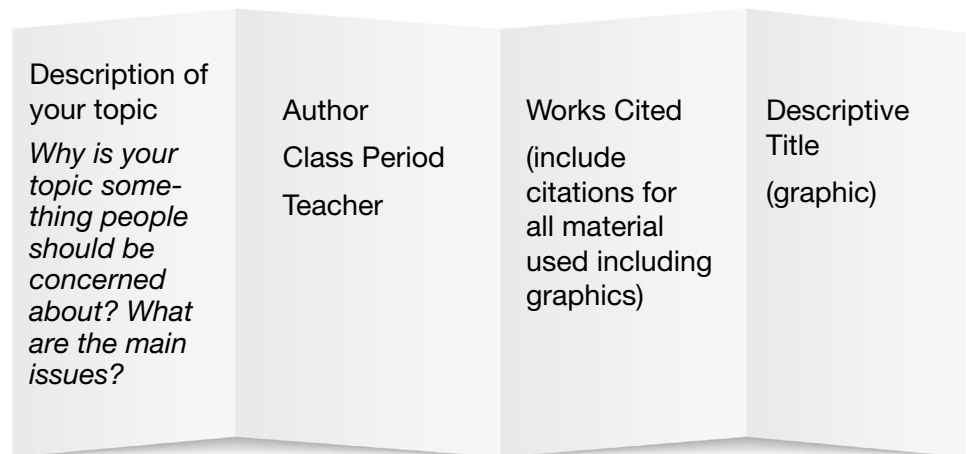 Description of
your topic
Why is your
topic some-
thing people
should be
concerned
about? What
are the main
issues?
Author
Class Period
Teacher
Works Cited
(include
citations for
all material
used including
graphics)
Descriptive
Title
(graphic)